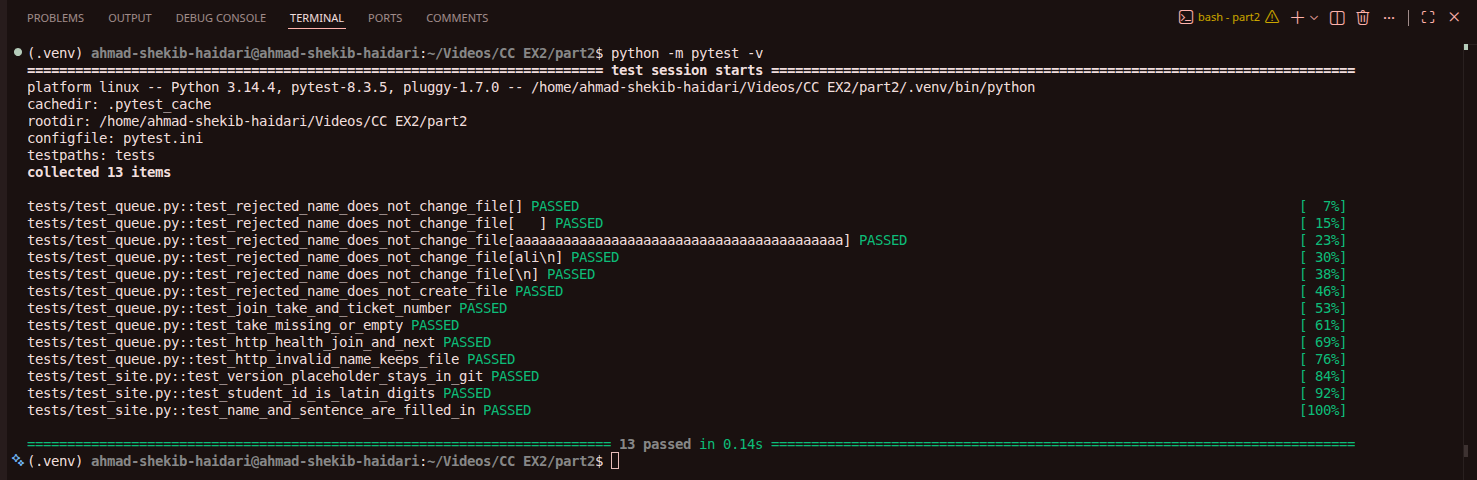 PROBLEMS OUTPUT DEBUG CONSOLE TERMINAL PORTS COMMENTS bash - part2
(.venv) ahmad-shekib-haidari@ahmad-shekib-haidari:~/Videos/CC EX2/part2$ python -m pytest -v
========================================================================= test session starts =========================================================================
platform linux -- Python 3.14.4, pytest-8.3.5, pluggy-1.7.0 -- /home/ahmad-shekib-haidari/Videos/CC EX2/part2/.venv/bin/python
cachedir: .pytest_cache
rootdir: /home/ahmad-shekib-haidari/Videos/CC EX2/part2
configfile: pytest.ini
testpaths: tests
collected 13 items
tests/test_queue.py::test_rejected_name_does_not_change_file[] PASSED [  7%]
tests/test_queue.py::test_rejected_name_does_not_change_file[   ] PASSED [ 15%]
tests/test_queue.py::test_rejected_name_does_not_change_file[aaaaaaaaaaaaaaaaaaaaaaaaaaaaaaaaaaaaaaaaa] PASSED [ 23%]
tests/test_queue.py::test_rejected_name_does_not_change_file[ali\n] PASSED [ 30%]
tests/test_queue.py::test_rejected_name_does_not_change_file[\n] PASSED [ 38%]
tests/test_queue.py::test_rejected_name_does_not_create_file PASSED [ 46%]
tests/test_queue.py::test_join_take_and_ticket_number PASSED [ 53%]
tests/test_queue.py::test_take_missing_or_empty PASSED [ 61%]
tests/test_queue.py::test_http_health_join_and_next PASSED [ 69%]
tests/test_queue.py::test_http_invalid_name_keeps_file PASSED [ 76%]
tests/test_site.py::test_version_placeholder_stays_in_git PASSED [ 84%]
tests/test_site.py::test_student_id_is_latin_digits PASSED [ 92%]
tests/test_site.py::test_name_and_sentence_are_filled_in PASSED [100%]
========================================================================= 13 passed in 0.14s =========================================================================
(.venv) ahmad-shekib-haidari@ahmad-shekib-haidari:~/Videos/CC EX2/part2$